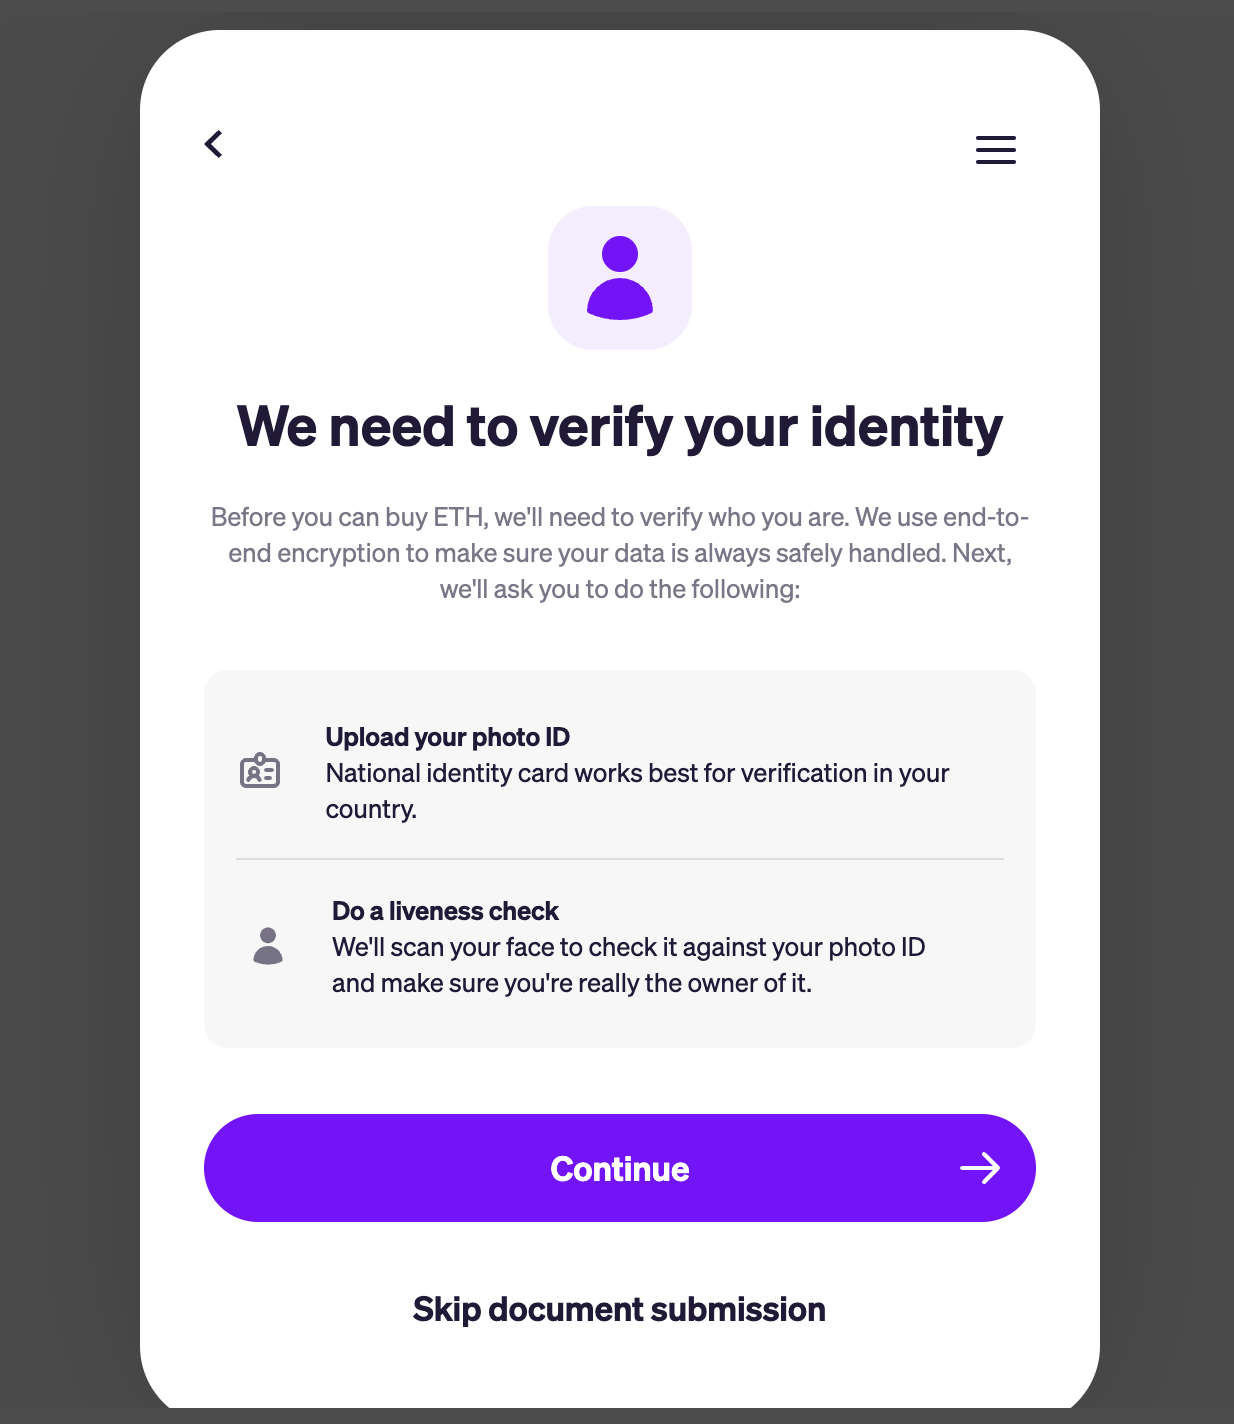 We need to verify your identity
Before you can buy ETH, we'll need to verify who you are. We use end-to-
end encryption to make sure your data is always safely handled. Next,
we'll ask you to do the following:
Upload your photo ID
National identity card works best for verification in your
country.
Do a liveness check
We'll scan your face to check it against your photo ID
and make sure you're really the owner of it.
Continue
Skip document submission